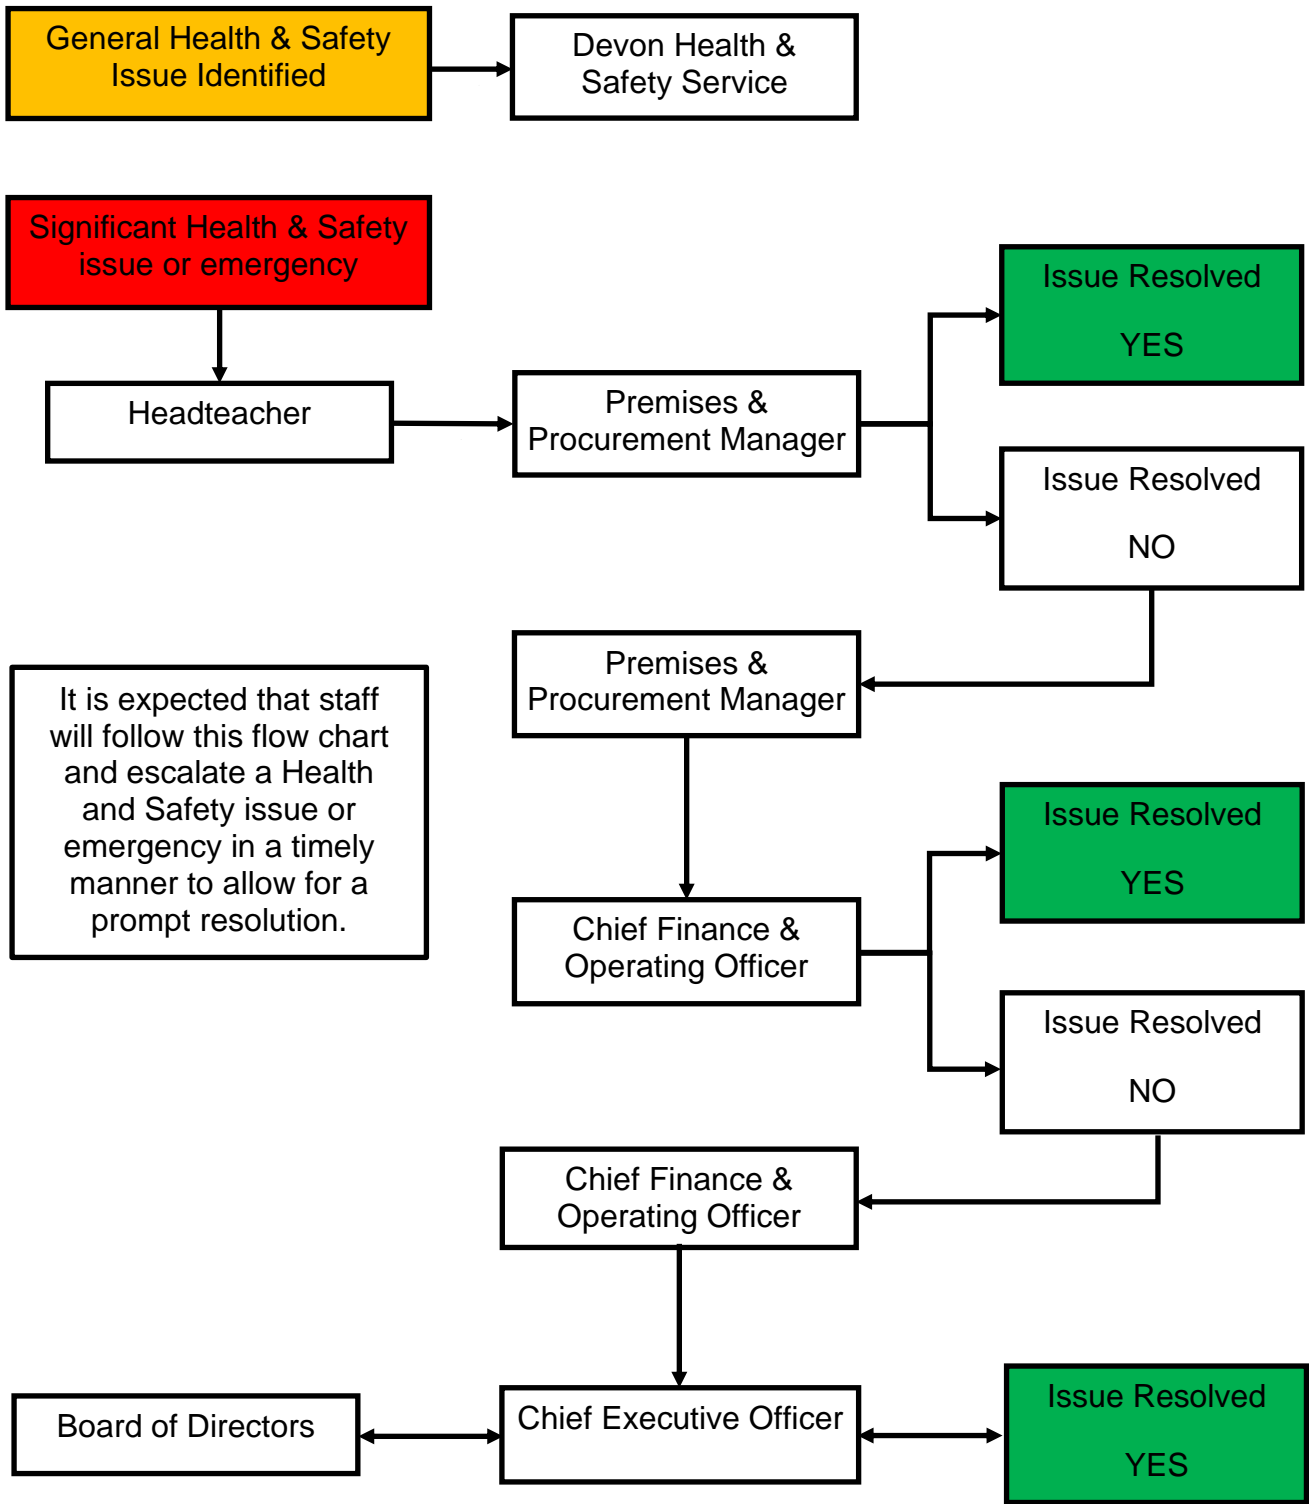 General Health & Safety
Issue Identified
Devon Health &
Safety Service
Significant Health & Safety
issue or emergency
Issue Resolved
YES
Headteacher
Premises &
Procurement Manager
Issue Resolved
NO
Premises &
Procurement Manager
It is expected that staff
will follow this flow chart
and escalate a Health
and Safety issue or
emergency in a timely
manner to allow for a
prompt resolution.
Issue Resolved
YES
Chief Finance &
Operating Officer
Issue Resolved
NO
Chief Finance &
Operating Officer
Board of Directors
Chief Executive Officer
Issue Resolved
YES